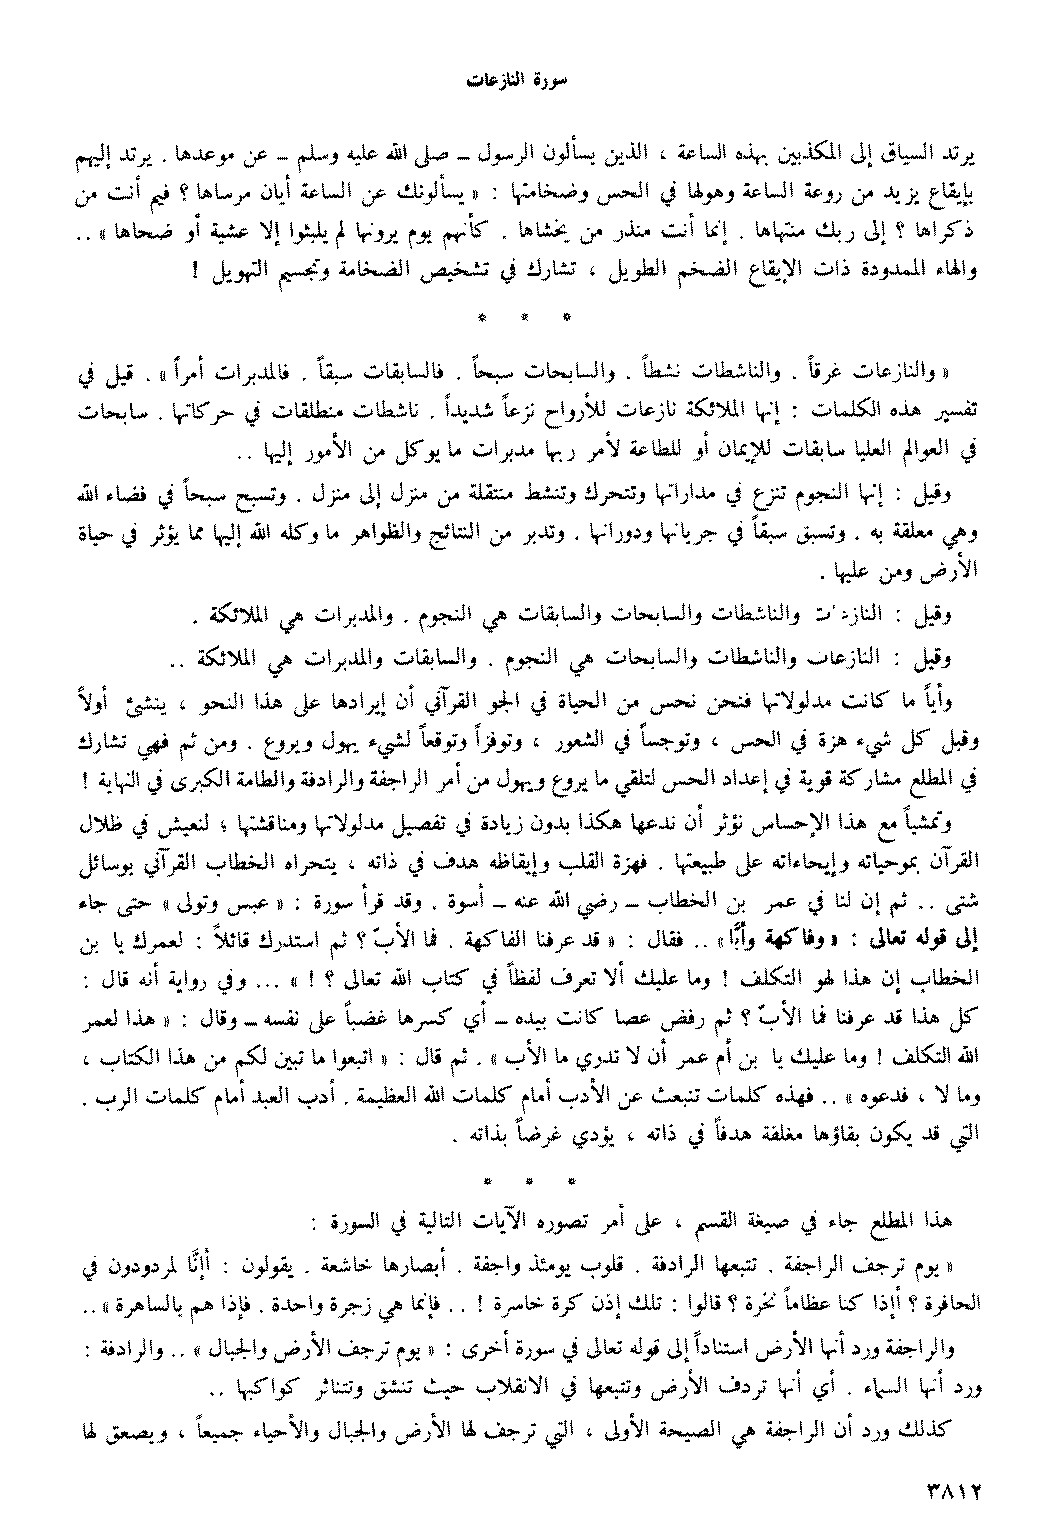 سورة النازعات
يرتد السياق إلى المكذبين بهذه الساعة ، الذين يسألون الرسول – صلى الله عليه وسلم – عن موعدها . يرتد إليهم
بإيقاع يزيد من روعة الساعة وهولها في الحس وضخامتها : « يسألونك عن الساعة أيان مرساها ؟ فيم أنت من
ذكراها ؟ إلى ربك منتهاها . إنما أنت منذر من يخشاها . كأنهم يوم يرونها لم يلبثوا إلا عشية أو ضحاها » ..
والهاء الممدودة ذات الإيقاع الضخم الطويل ، تشارك في تشخيص الضخامة وتجسيم التهويل !
* * *
« والنازعات غرقاً . والناشطات نشطاً . والسابحات سبحاً . فالسابقات سبقاً . فالمدبرات أمراً » . قيل في
تفسير هذه الكلمات : إنها الملائكة نازعات للأرواح نزعاً شديداً . ناشطات منطلقات في حركاتها . سابحات
في العوالم العليا سابقات للإيمان أو للطاعة لأمر ربها مدبرات ما يوكل من الأمور إليها ..
وقيل : إنها النجوم تنزع في مداراتها وتتحرك وتنشط منتقلة من منزل إلى منزل . وتسبح سبحاً في فضاء الله
وهي معلقة به . وتسبق سبقاً في جريانها ودورانها . وتدبر من النتائج والظواهر ما وكله الله إليها مما يؤثر في حياة
الأرض ومن عليها .
وقيل : النازعات والناشطات والسابحات والسابقات هي النجوم . والمدبرات هي الملائكة .
وقيل : النازعات والناشطات والسابحات هي النجوم . والسابقات والمدبرات هي الملائكة ..
وأياً ما كانت مدلولاتها فنحن نحس من الحياة في الجو القرآني أن إيرادها على هذا النحو ، ينشئ أولاً
وقبل كل شيء هزة في الحس ، وتوجساً في الشعور ، وتوفزاً وتوقعاً لشيء يهول ويروع . ومن ثم فهي تشارك
في المطلع مشاركة قوية في إعداد الحس لتلقي ما يروع ويهول من أمر الراجفة والرادفة والطامة الكبرى في النهاية !
وتمشياً مع هذا الإحساس نؤثر أن ندعها هكذا بدون زيادة في تفصيل مدلولاتها ومناقشتها ؛ لنعيش في ظلال
القرآن بموحياته وإيحاءاته على طبيعتها . فهزة القلب وإيقاظه هدف في ذاته ، يتحراه الخطاب القرآني بوسائل
شتى .. ثم إن لنا في عمر بن الخطاب – رضي الله عنه – أسوة . وقد قرأ سورة : « عبس وتولى » حتى جاء
إلى قوله تعالى : « وفاكهة وأبًّا » .. فقال : « قد عرفنا الفاكهة . فما الأبّ ؟ ثم استدرك قائلاً : لعمرك يا بن
الخطاب إن هذا لهو التكلف ! وما عليك ألا تعرف لفظاً في كتاب الله تعالى ؟ ! » ... وفي رواية أنه قال :
كل هذا قد عرفنا فما الأبّ ؟ ثم رفض عصا كانت بيده – أي كسرها غضباً على نفسه – وقال : « هذا لعمر
الله التكلف ! وما عليك يا بن أم عمر أن لا تدري ما الأب » . ثم قال : « اتبعوا ما تبين لكم من هذا الكتاب ،
وما لا ، فدعوه » .. فهذه كلمات تنبعث عن الأدب أمام كلمات الله العظيمة . أدب العبد أمام كلمات الرب .
التي قد يكون بقاؤها مغلقة هدفاً في ذاته ، يؤدي غرضاً بذاته .
* * *
هذا المطلع جاء في صيغة القسم ، على أمر تصوره الآيات التالية في السورة :
« يوم ترجف الراجفة . تتبعها الرادفة . قلوب يومئذ واجفة . أبصارها خاشعة . يقولون : أإنَّا لمردودون في
الحافرة ؟ أإذا كنا عظاماً نخرة ؟ قالوا : تلك إذن كرة خاسرة ! .. فإنما هي زجرة واحدة . فإذا هم بالساهرة » ..
والراجفة ورد أنها الأرض استناداً إلى قوله تعالى في سورة أخرى : « يوم ترجف الأرض والجبال » .. والرادفة :
ورد أنها السماء . أي أنها تردف الأرض وتتبعها في الانقلاب حيث تنشق وتتناثر كواكبها ..
كذلك ورد أن الراجفة هي الصيحة الأولى ، التي ترجف لها الأرض والجبال والأحياء جميعاً ، ويصعق لها
٣٨١٢